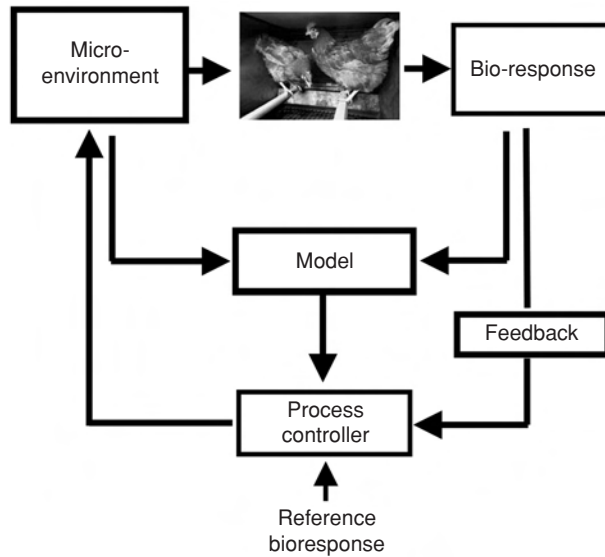 Micro-
environment
Bio-response
Model
Feedback
Process
controller
Reference
bioresponse